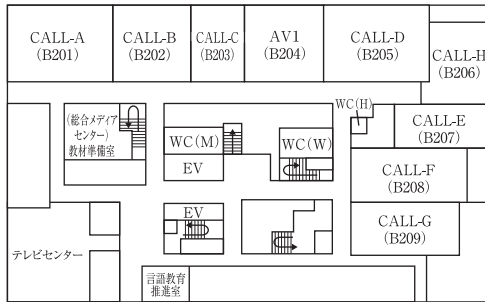 CALL-A
(B201)
CALL-B
(B202)
CALL-C
(B203)
AV1
(B204)
CALL-D
(B205)
CALL-H
(B206)
WC(H)
CALL-E
(B207)
(総合メディア
センター)
教材準備室
WC(M)
WC(W)
EV
CALL-F
(B208)
EV
CALL-G
(B209)
テレビセンター
言語教育
推進室